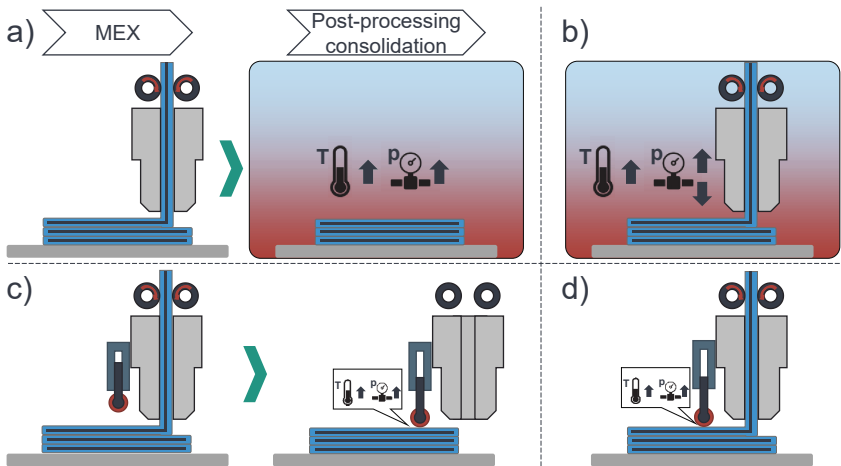 a)
MEX
Post-processing
consolidation
b)
T
p
T
p
c)
T
p
d)
T
p